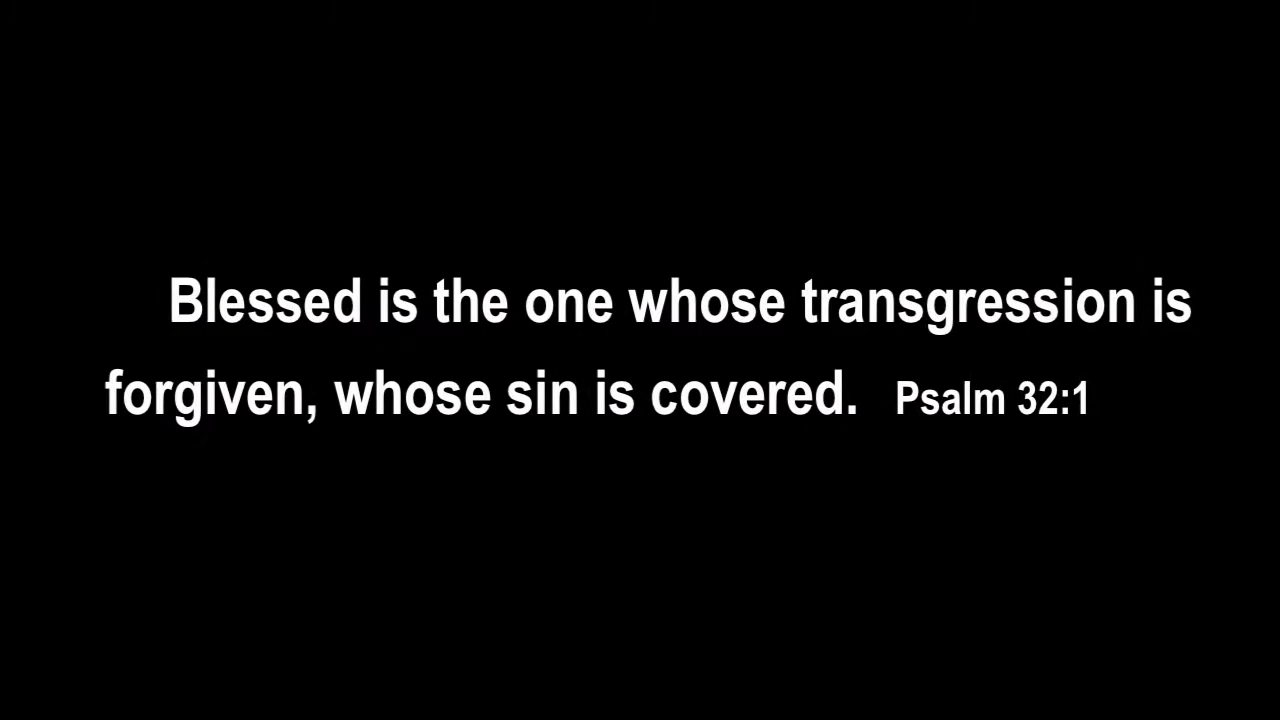 Blessed is the one whose transgression is
forgiven, whose sin is covered. Psalm 32:1